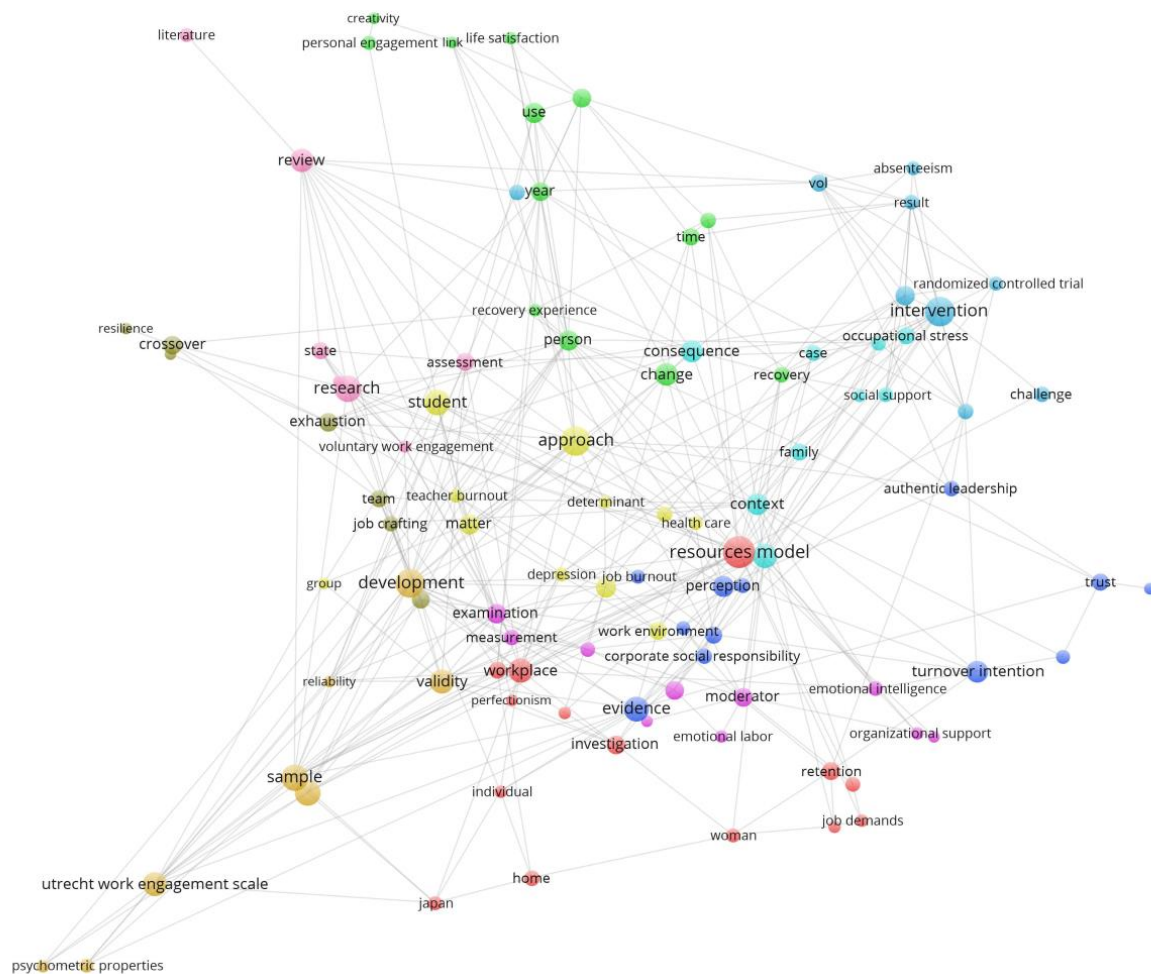 creativity
literature
personal engagement
link
life satisfaction
use
review
absenteeism
vol
year
result
time
randomized controlled trial
recovery experience
intervention
resilience
crossover
person
occupational stress
state
consequence
case
assessment
change
recovery
research
student
social support
challenge
exhaustion
approach
voluntary work engagement
family
authentic leadership
team
teacher burnout
determinant
context
job crafting
matter
health care
resources
model
depression
job burnout
group
development
perception
trust
examination
work environment
measurement
corporate social responsibility
workplace
turnover intention
reliability
validity
emotional intelligence
perfectionism
moderator
evidence
organizational support
investigation
emotional labor
sample
retention
individual
job demands
woman
home
utrecht work engagement scale
japan
psychometric properties